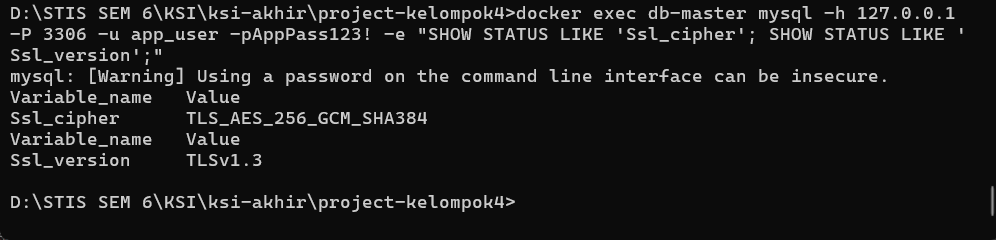 D:\STIS SEM 6\KSI\ksi-akhir\project-kelompok4>docker exec db-master mysql -h 127.0.0.1
-P 3306 -u app_user -pAppPass123! -e "SHOW STATUS LIKE 'Ssl_cipher'; SHOW STATUS LIKE '
Ssl_version';"
mysql: [Warning] Using a password on the command line interface can be insecure.
Variable_name   Value
Ssl_cipher      TLS_AES_256_GCM_SHA384
Variable_name   Value
Ssl_version     TLSv1.3
D:\STIS SEM 6\KSI\ksi-akhir\project-kelompok4>